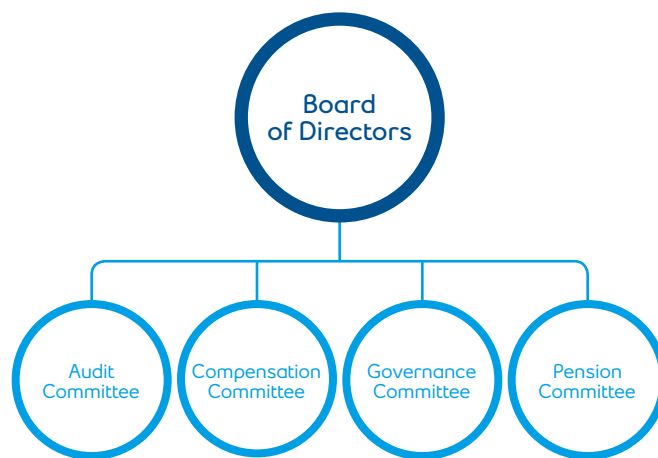 Board
of Directors
Audit
Committee
Compensation
Committee
Governance
Committee
Pension
Committee